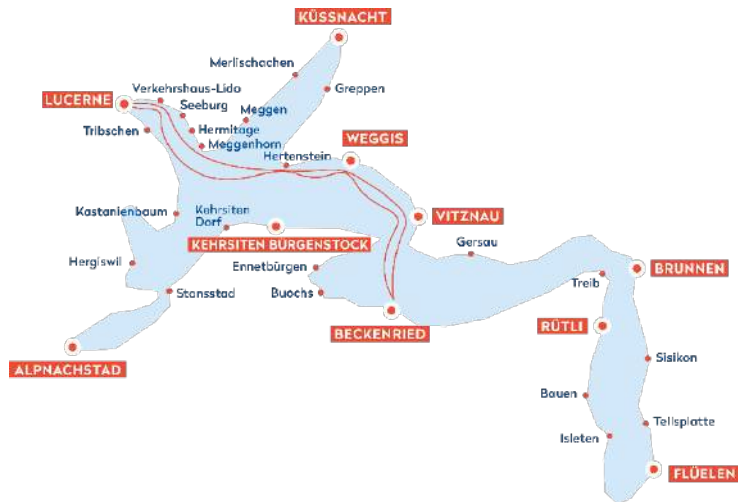 KÜSSNACHT
Merlischachen
Verkehrshaus-Lido
Greppen
LUCERNE
Seeburg
Meggen
Tribschen
Hermitage
Meggenhorn
WEGGIS
Hertenstein
Kastanienbaum
Kehrsiten
Dorf
VITZNAU
KEHRSITEN BÜRGENSTOCK
Gersau
Hergiswil
Ennetbürgen
BRUNNEN
Treib
Stansstad
Buochs
BECKENRIED
RÜTLI
ALPNACHSTAD
Sisikon
Bauen
Tellsplatte
Isleten
FLÜELEN